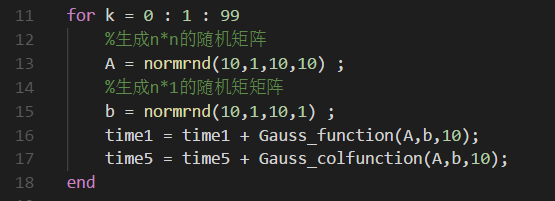 11 for k = 0 : 1 : 99
12 %生成n*n的随机矩阵
13 A = normrnd(10,1,10,10) ;
14 %生成n*1的随机矩矩阵
15 b = normrnd(10,1,10,1) ;
16 time1 = time1 + Gauss_function(A,b,10);
17 time5 = time5 + Gauss_colfunction(A,b,10);
18 end